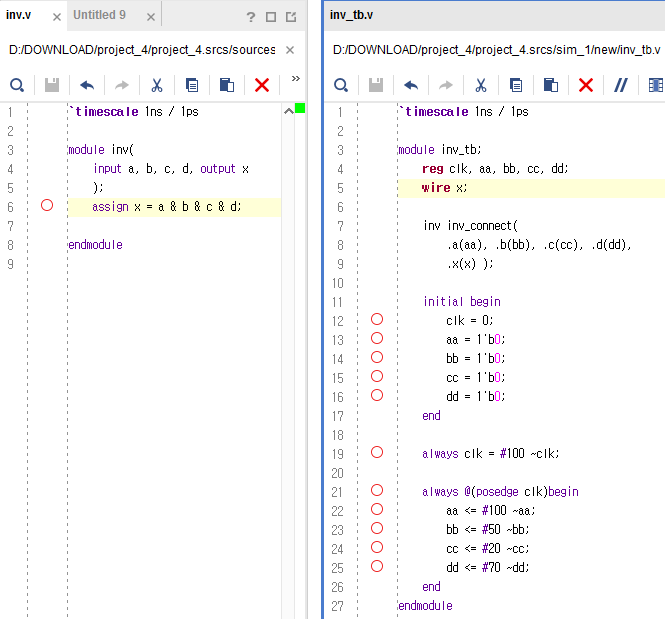 inv.v × Untitled 9 × ?
D:/DOWNLOAD/project_4/project_4.srcs/sources ×
»
1 `timescale 1ns / 1ps
2
3 module inv(
4 input a, b, c, d, output x
5 );
6 assign x = a & b & c & d;
7
8 endmodule
9
inv_tb.v
D:/DOWNLOAD/project_4/project_4.srcs/sim_1/new/inv_tb.v
//
1 `timescale 1ns / 1ps
2
3 module inv_tb;
4 reg clk, aa, bb, cc, dd;
5 wire x;
6
7 inv inv_connect(
8 .a(aa), .b(bb), .c(cc), .d(dd),
9 .x(x) );
10
11 initial begin
12 clk = 0;
13 aa = 1'b0;
14 bb = 1'b0;
15 cc = 1'b0;
16 dd = 1'b0;
17 end
18
19 always clk = #100 ~clk;
20
21 always @(posedge clk)begin
22 aa <= #100 ~aa;
23 bb <= #50 ~bb;
24 cc <= #20 ~cc;
25 dd <= #70 ~dd;
26 end
27 endmodule